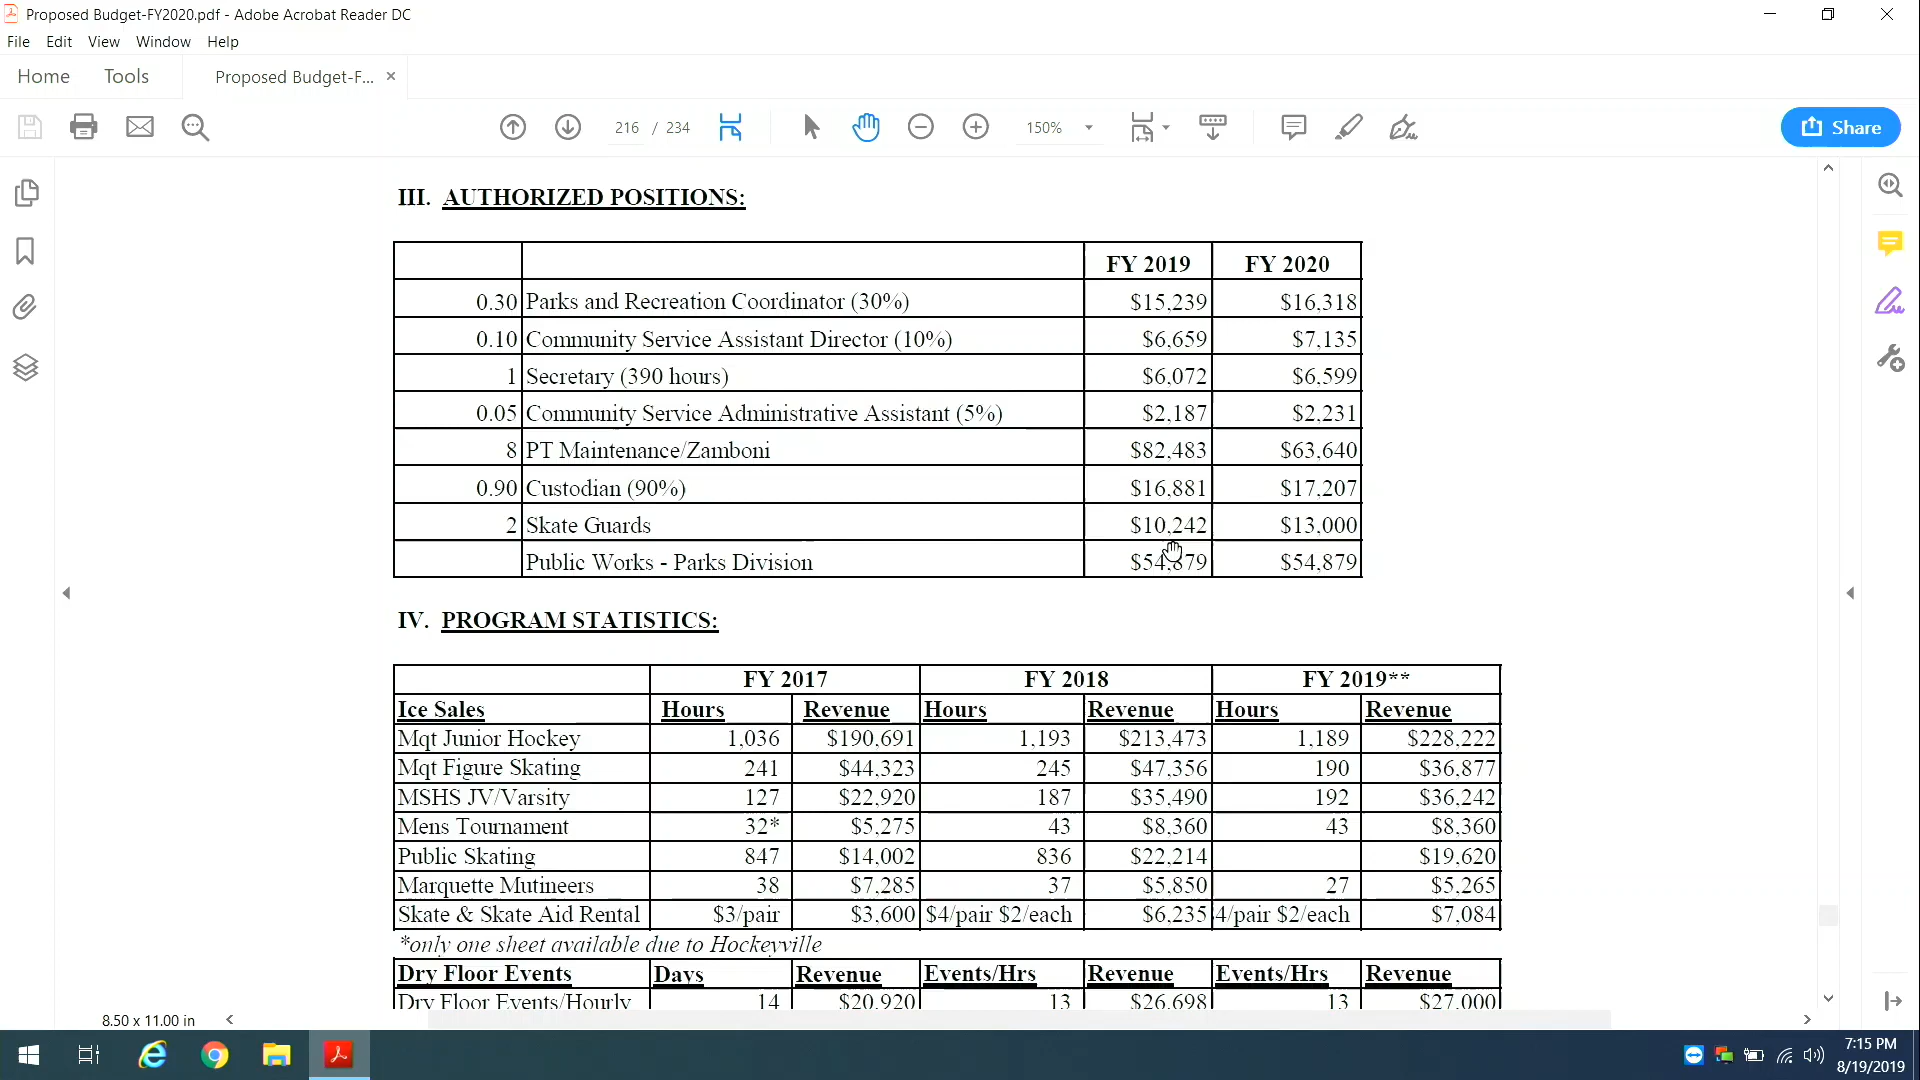 Proposed Budget-FY2020.pdf - Adobe Acrobat Reader DC
File Edit View Window Help
Home Tools Proposed Budget-F... ×
216 / 234 150% Share
III. AUTHORIZED POSITIONS:
FY 2019 FY 2020
0.30 Parks and Recreation Coordinator (30%) $15,239 $16,318
0.10 Community Service Assistant Director (10%) $6,659 $7,135
1 Secretary (390 hours) $6,072 $6,599
0.05 Community Service Administrative Assistant (5%) $2,187 $2,231
8 PT Maintenance/Zamboni $82,483 $63,640
0.90 Custodian (90%) $16,881 $17,207
2 Skate Guards $10,242 $13,000
Public Works - Parks Division $54,879 $54,879
IV. PROGRAM STATISTICS:
FY 2017 FY 2018 FY 2019**
Ice Sales Hours Revenue Hours Revenue Hours Revenue
Mqt Junior Hockey 1,036 $190,691 1,193 $213,473 1,189 $228,222
Mqt Figure Skating 241 $44,323 245 $47,356 190 $36,877
MSHS JV/Varsity 127 $22,920 187 $35,490 192 $36,242
Mens Tournament 32* $5,275 43 $8,360 43 $8,360
Public Skating 847 $14,002 836 $22,214 $19,620
Marquette Mutineers 38 $7,285 37 $5,850 27 $5,265
Skate & Skate Aid Rental $3/pair $3,600 $4/pair $2/each $6,235 4/pair $2/each $7,084
*only one sheet available due to Hockeyville
Dry Floor Events Days Revenue Events/Hrs Revenue Events/Hrs Revenue
Dry Floor Events/Hourly 14 $20,920 13 $26,698 13 $27,000
8.50 x 11.00 in
7:15 PM
8/19/2019